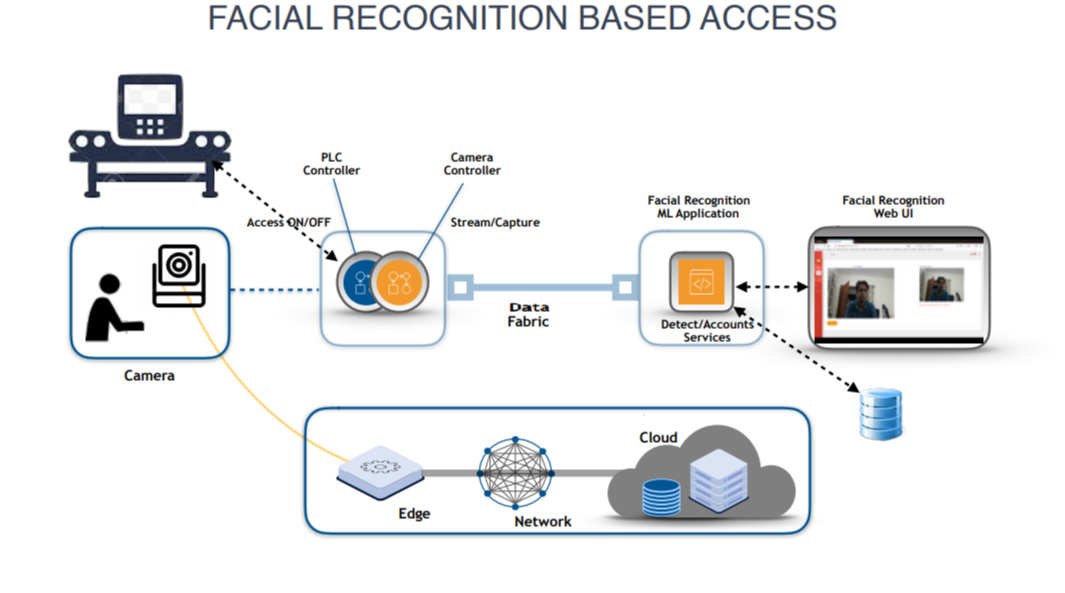 FACIAL RECOGNITION BASED ACCESS
PLC
Controller
Camera
Controller
Access ON/OFF
Stream/Capture
Facial Recognition
ML Application
Facial Recognition
Web UI
Data
Fabric
Detect/Accounts
Services
Camera
Cloud
Edge
Network